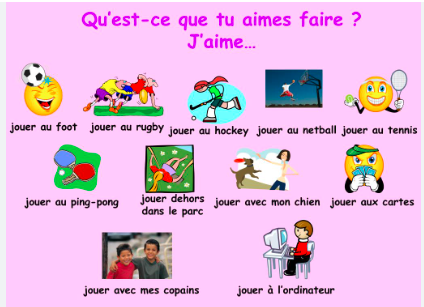 Qu'est-ce que tu aimes faire ?
J'aime...
jouer au foot
jouer au rugby
jouer au hockey
jouer au netball
jouer au tennis
jouer au ping-pong
jouer dehors
dans le parc
jouer avec mon chien
jouer aux cartes
jouer avec mes copains
jouer à l'ordinateur